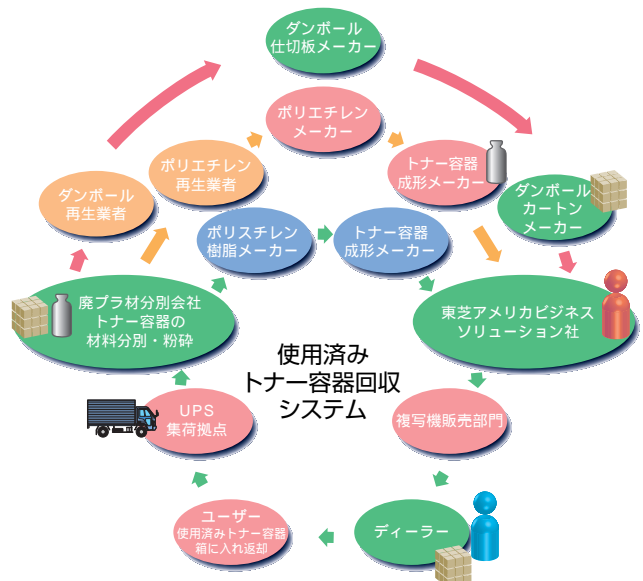 ダンボール
仕切板メーカー
ポリエチレン
メーカー
ポリエチレン
再生業者
トナー容器
成形メーカー
ダンボール
再生業者
ダンボール
カートン
メーカー
ポリスチレン
樹脂メーカー
トナー容器
成形メーカー
廃プラ材分別会社
トナー容器の
材料分別・粉砕
東芝アメリカビジネス
ソリューション社
使用済み
トナー容器回収
システム
UPS
集荷拠点
複写機販売部門
ユーザー
使用済みトナー容器
箱に入れ返却
ディーラー